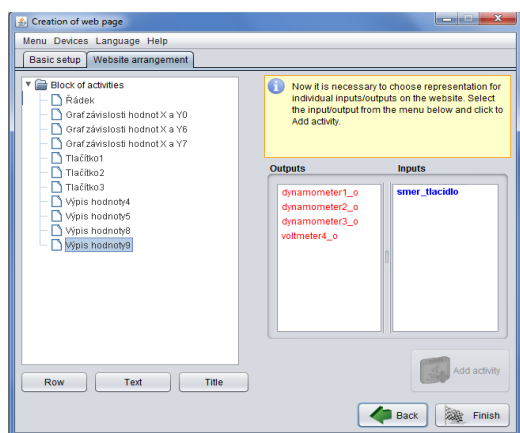 Creation of web page
Menu Devices Language Help
Basic setup
Website arrangement
Block of activities
Řádek
Graf závislosti hodnot X a Y0
Graf závislosti hodnot X a Y6
Graf závislosti hodnot X a Y7
Tlačítko1
Tlačítko2
Tlačítko3
Výpis hodnoty4
Výpis hodnoty5
Výpis hodnoty8
Výpis hodnoty9
Row
Text
Title
Now it is necessary to choose representation for
individual inputs/outputs on the website. Select
the input/output from the menu below and click to
Add activity.
Outputs
dynamometer1_o
dynamometer2_o
dynamometer3_o
voltmeter4_o
Inputs
smer_tlacidlo
Add activity
Back
Finish